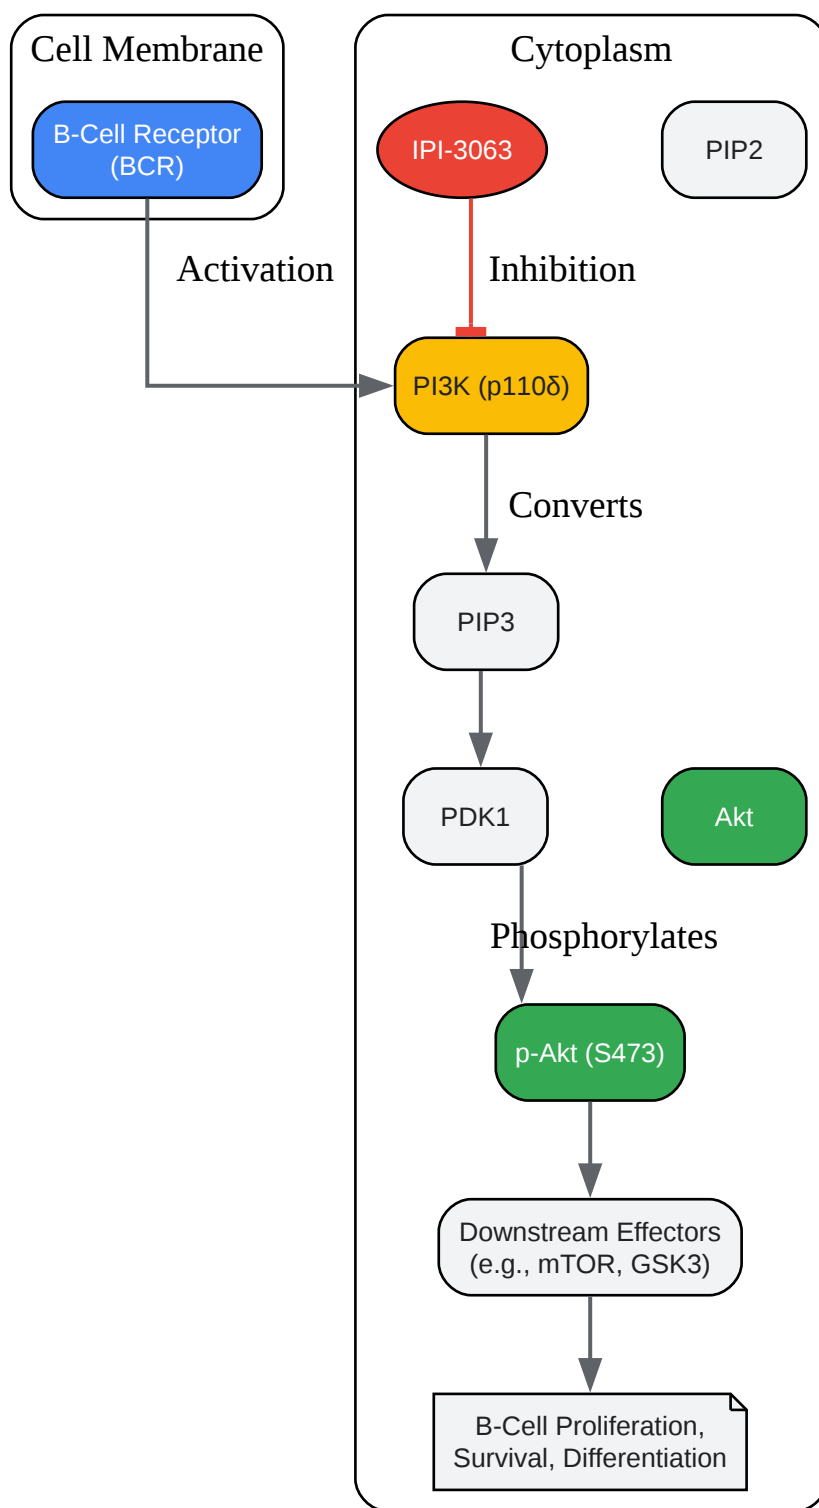 Cell Membrane
Cytoplasm
B-Cell Receptor
(BCR)
IPI-3063
PIP2
Activation
Inhibition
PI3K (p110δ)
Converts
PIP3
PDK1
Akt
Phosphorylates
p-Akt (S473)
Downstream Effectors
(e.g., mTOR, GSK3)
B-Cell Proliferation,
Survival, Differentiation